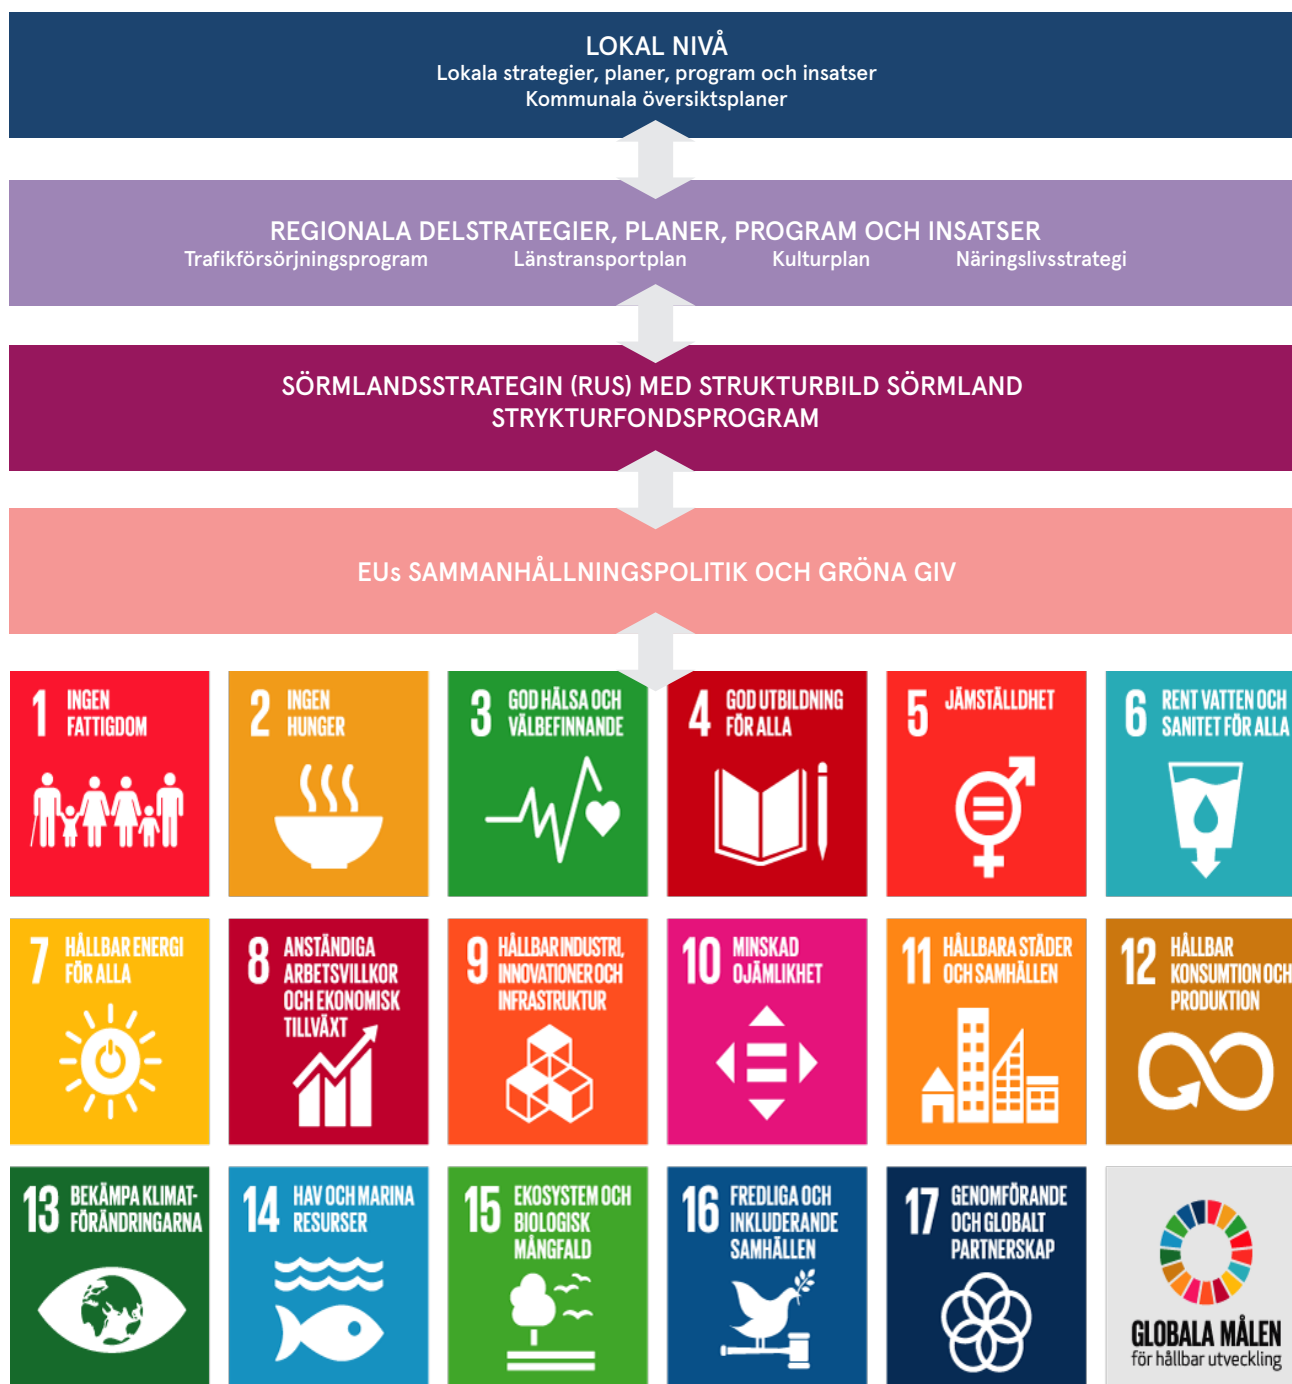 LOKAL NIVÅ
Lokala strategier, planer, program och insatser
Kommunala översiktsplaner
REGIONALA DELSTRATEGIER, PLANER, PROGRAM OCH INSATSER
Trafikförsörjningsprogram Länstransportplan Kulturplan Näringslivsstrategi
SÖRMLANDSSTRATEGIN (RUS) MED STRUKTURBILD SÖRMLAND
STRYKTURFONDSPROGRAM
EUs SAMMANHÅLLNINGSPOLITIK OCH GRÖNA GIV
1 INGEN
FATTIGDOM
2 INGEN
HUNGER
3 GOD HÄLSA OCH
VÄLBEFINNANDE
4 GOD UTBILDNING
FÖR ALLA
5 JÄMSTÄLLDHET
6 RENT VATTEN OCH
SANITET FÖR ALLA
7 HÅLLBAR ENERGI
FÖR ALLA
8 ANSTÄNDIGA
ARBETSVILLKOR
OCH EKONOMISK
TILLVÄXT
9 HÅLLBAR INDUSTRI,
INNOVATIONER OCH
INFRASTRUKTUR
10 MINSKAD
OJÄMLIKHET
11 HÅLLBARA STÄDER
OCH SAMHÄLLEN
12 HÅLLBAR
KONSUMTION OCH
PRODUKTION
13 BEKÄMPA KLIMAT-
FÖRÄNDRINGARNA
14 HAV OCH MARINA
RESURSER
15 EKOSYSTEM OCH
BIOLOGISK
MÅNGFALD
16 FREDLIGA OCH
INKLUDERANDE
SAMHÄLLEN
17 GENOMFÖRANDE
OCH GLOBALT
PARTNERSKAP
GLOBALA MÅLEN
för hållbar utveckling